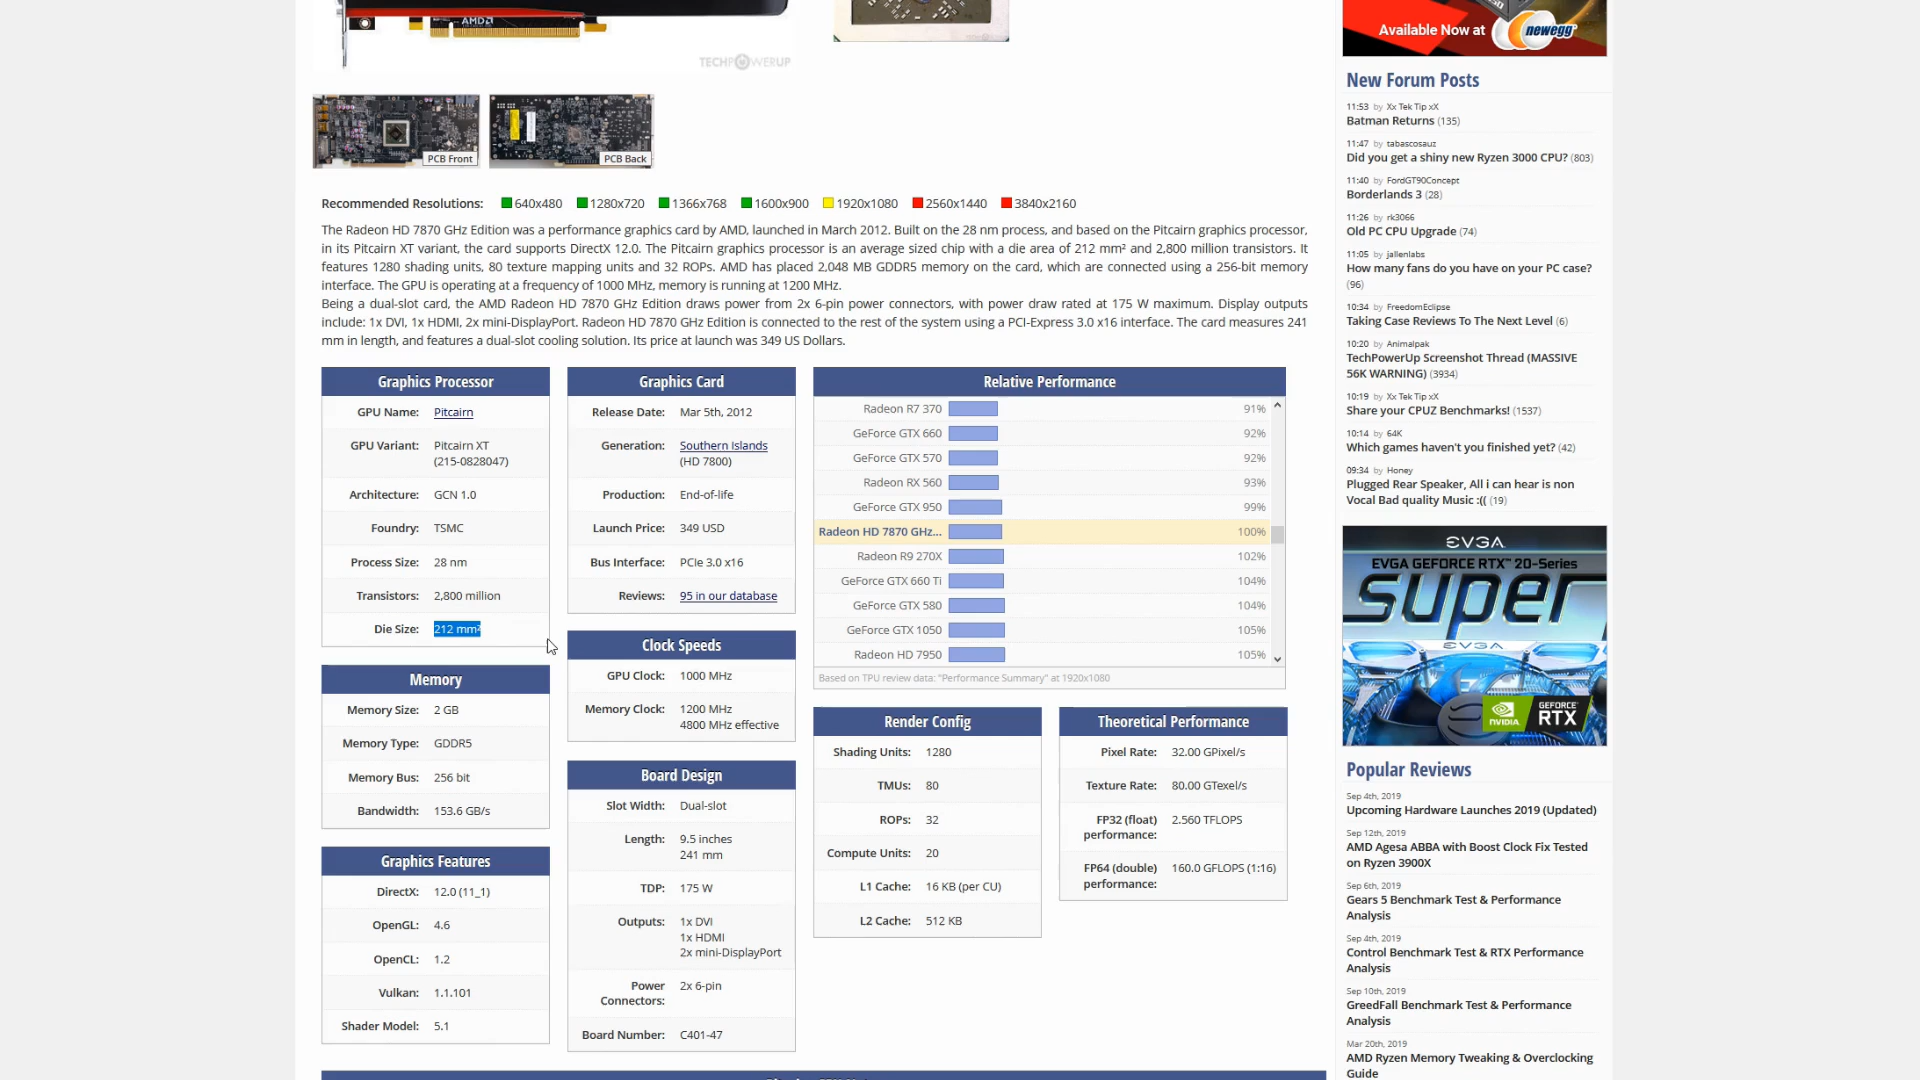 AMD
TECHPOWERUP
PCB Front
PCB Back
Recommended Resolutions: 640x480 1280x720 1366x768 1600x900 1920x1080 2560x1440 3840x2160
The Radeon HD 7870 GHz Edition was a performance graphics card by AMD, launched in March 2012. Built on the 28 nm process, and based on the Pitcairn graphics processor,
in its Pitcairn XT variant, the card supports DirectX 12.0. The Pitcairn graphics processor is an average sized chip with a die area of 212 mm² and 2,800 million transistors. It
features 1280 shading units, 80 texture mapping units and 32 ROPs. AMD has placed 2,048 MB GDDR5 memory on the card, which are connected using a 256-bit memory
interface. The GPU is operating at a frequency of 1000 MHz, memory is running at 1200 MHz.
Being a dual-slot card, the AMD Radeon HD 7870 GHz Edition draws power from 2x 6-pin power connectors, with power draw rated at 175 W maximum. Display outputs
include: 1x DVI, 1x HDMI, 2x mini-DisplayPort. Radeon HD 7870 GHz Edition is connected to the rest of the system using a PCI-Express 3.0 x16 interface. The card measures 241
mm in length, and features a dual-slot cooling solution. Its price at launch was 349 US Dollars.
Graphics Processor
GPU Name: Pitcairn
GPU Variant: Pitcairn XT
(215-0828047)
Architecture: GCN 1.0
Foundry: TSMC
Process Size: 28 nm
Transistors: 2,800 million
Die Size: 212 mm²
Memory
Memory Size: 2 GB
Memory Type: GDDR5
Memory Bus: 256 bit
Bandwidth: 153.6 GB/s
Graphics Features
DirectX: 12.0 (11_1)
OpenGL: 4.6
OpenCL: 1.2
Vulkan: 1.1.101
Shader Model: 5.1
Graphics Card
Release Date: Mar 5th, 2012
Generation: Southern Islands
(HD 7800)
Production: End-of-life
Launch Price: 349 USD
Bus Interface: PCIe 3.0 x16
Reviews: 95 in our database
Clock Speeds
GPU Clock: 1000 MHz
Memory Clock: 1200 MHz
4800 MHz effective
Board Design
Slot Width: Dual-slot
Length: 9.5 inches
241 mm
TDP: 175 W
Outputs: 1x DVI
1x HDMI
2x mini-DisplayPort
Power
Connectors: 2x 6-pin
Board Number: C401-47
Relative Performance
Radeon R7 370 91%
GeForce GTX 660 92%
GeForce GTX 570 92%
Radeon RX 560 93%
GeForce GTX 950 99%
Radeon HD 7870 GHz... 100%
Radeon R9 270X 102%
GeForce GTX 660 Ti 104%
GeForce GTX 580 104%
GeForce GTX 1050 105%
Radeon HD 7950 105%
Based on TPU review data: "Performance Summary" at 1920x1080
Render Config
Shading Units: 1280
TMUs: 80
ROPs: 32
Compute Units: 20
L1 Cache: 16 KB (per CU)
L2 Cache: 512 KB
Theoretical Performance
Pixel Rate: 32.00 GPixel/s
Texture Rate: 80.00 GTexel/s
FP32 (float)
performance: 2.560 TFLOPS
FP64 (double)
performance: 160.0 GFLOPS (1:16)
Available Now at newegg
New Forum Posts
11:53 by Xx Tek Tip xX
Batman Returns (135)
11:47 by tabascosauz
Did you get a shiny new Ryzen 3000 CPU? (803)
11:40 by FordGT90Concept
Borderlands 3 (28)
11:26 by rk3066
Old PC CPU Upgrade (74)
11:05 by jallenlabs
How many fans do you have on your PC case?
(96)
10:34 by FreedomEclipse
Taking Case Reviews To The Next Level (6)
10:20 by Animalpak
TechPowerUp Screenshot Thread (MASSIVE
56K WARNING) (3934)
10:19 by Xx Tek Tip xX
Share your CPUZ Benchmarks! (1537)
10:14 by 64K
Which games haven't you finished yet? (42)
09:34 by Honey
Plugged Rear Speaker, All i can hear is non
Vocal Bad quality Music :(( (19)
EVGA
EVGA GEFORCE RTX™ 20-Series
super
EVGA
NVIDIA
GEFORCE
RTX
Popular Reviews
Sep 4th, 2019
Upcoming Hardware Launches 2019 (Updated)
Sep 12th, 2019
AMD Agesa ABBA with Boost Clock Fix Tested
on Ryzen 3900X
Sep 6th, 2019
Gears 5 Benchmark Test & Performance
Analysis
Sep 4th, 2019
Control Benchmark Test & RTX Performance
Analysis
Sep 10th, 2019
GreedFall Benchmark Test & Performance
Analysis
Mar 20th, 2019
AMD Ryzen Memory Tweaking & Overclocking
Guide